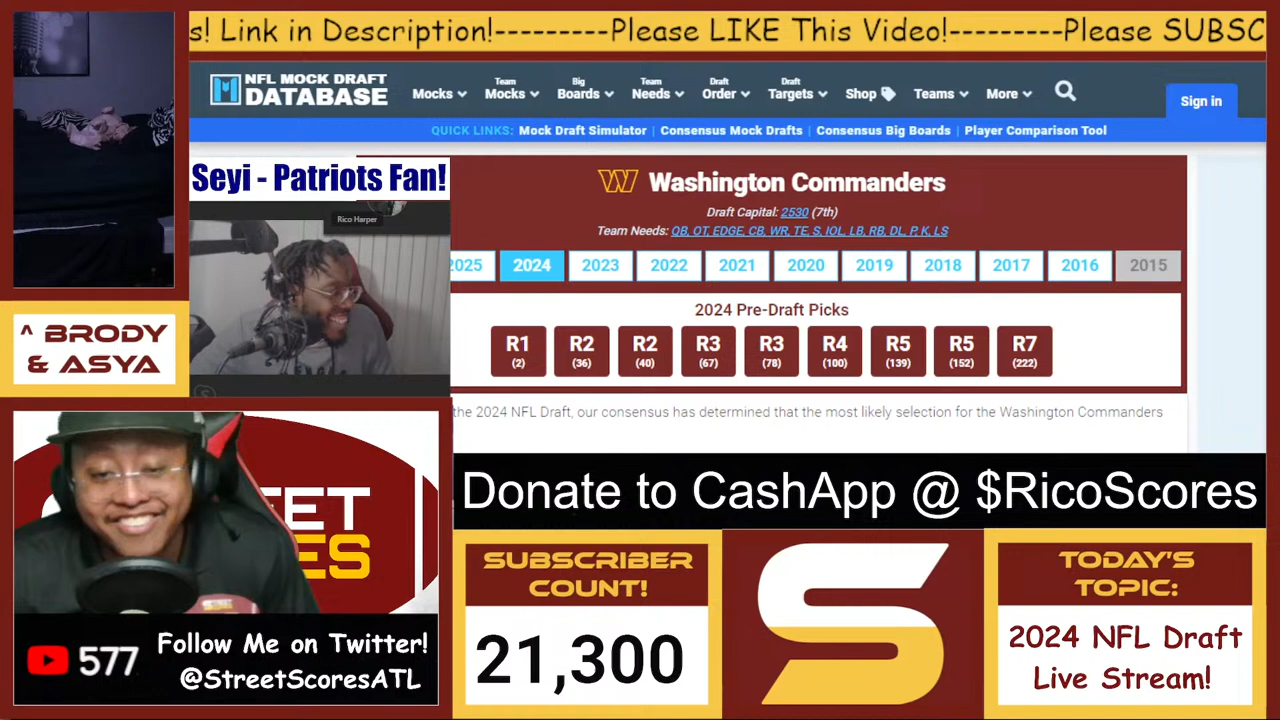 s! Link in Description!---------Please LIKE This Video!---------Please SUBSC
NFL MOCK DRAFT
DATABASE
Mocks
Team
Mocks
Big
Boards
Team
Needs
Draft
Order
Draft
Targets
Shop
Teams
More
Sign in
QUICK LINKS: Mock Draft Simulator | Consensus Mock Drafts | Consensus Big Boards | Player Comparison Tool
Seyi - Patriots Fan!
Rico Harper
Washington Commanders
Draft Capital: 2530 (7th)
Team Needs: QB, OT, EDGE, CB, WR, TE, S, IOL, LB, RB, DL, P, K, LS
2025 2024 2023 2022 2021 2020 2019 2018 2017 2016 2015
2024 Pre-Draft Picks
R1 R2 R2 R3 R3 R4 R5 R5 R7
(2) (36) (40) (67) (78) (100) (139) (152) (222)
the 2024 NFL Draft, our consensus has determined that the most likely selection for the Washington Commanders
^ BRODY
& ASYA
Donate to CashApp @ $RicoScores
SUBSCRIBER
COUNT!
21,300
S
TODAY'S
TOPIC:
2024 NFL Draft
Live Stream!
577
Follow Me on Twitter!
@StreetScoresATL